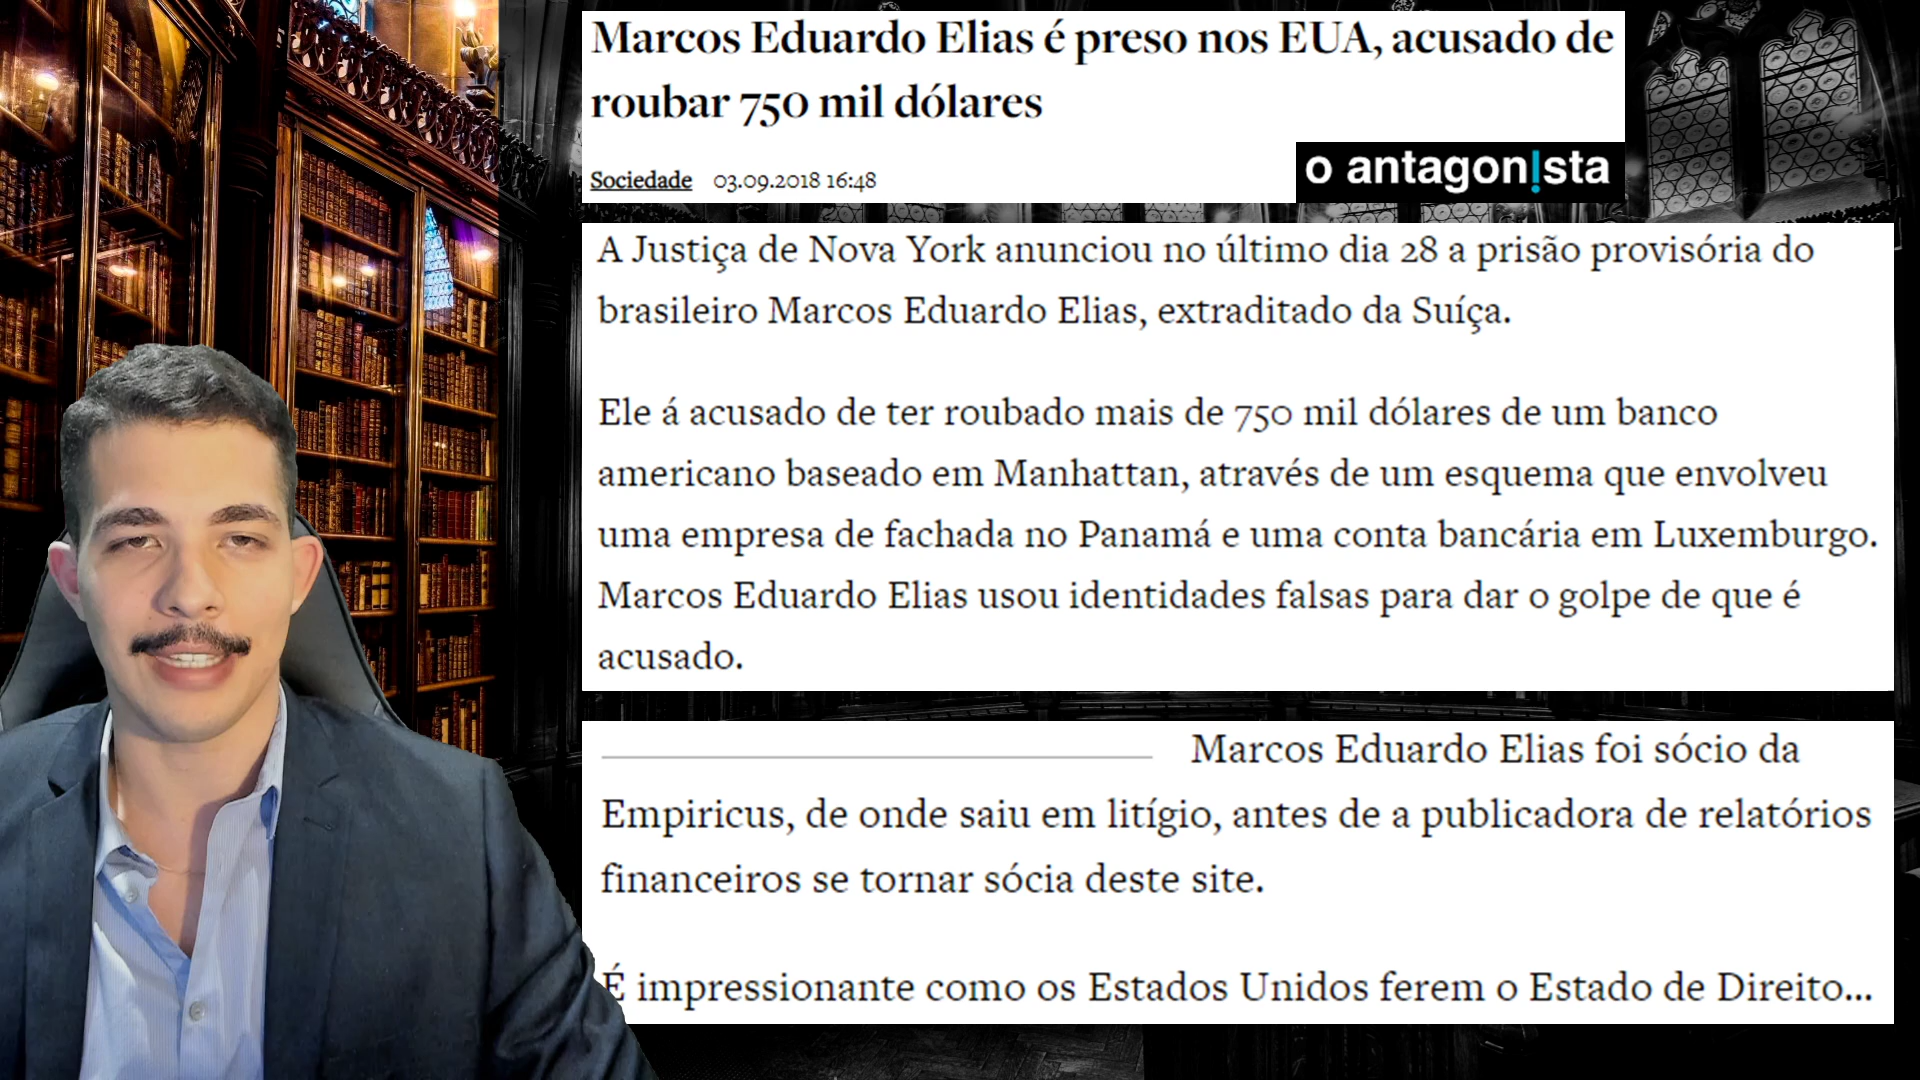 Marcos Eduardo Elias é preso nos EUA, acusado de
roubar 750 mil dólares
Sociedade 03.09.2018 16:48
o antagon!sta
A Justiça de Nova York anunciou no último dia 28 a prisão provisória do
brasileiro Marcos Eduardo Elias, extraditado da Suíça.
Ele á acusado de ter roubado mais de 750 mil dólares de um banco
americano baseado em Manhattan, através de um esquema que envolveu
uma empresa de fachada no Panamá e uma conta bancária em Luxemburgo.
Marcos Eduardo Elias usou identidades falsas para dar o golpe de que é
acusado.
Marcos Eduardo Elias foi sócio da
Empiricus, de onde saiu em litígio, antes de a publicadora de relatórios
financeiros se tornar sócia deste site.
É impressionante como os Estados Unidos ferem o Estado de Direito...